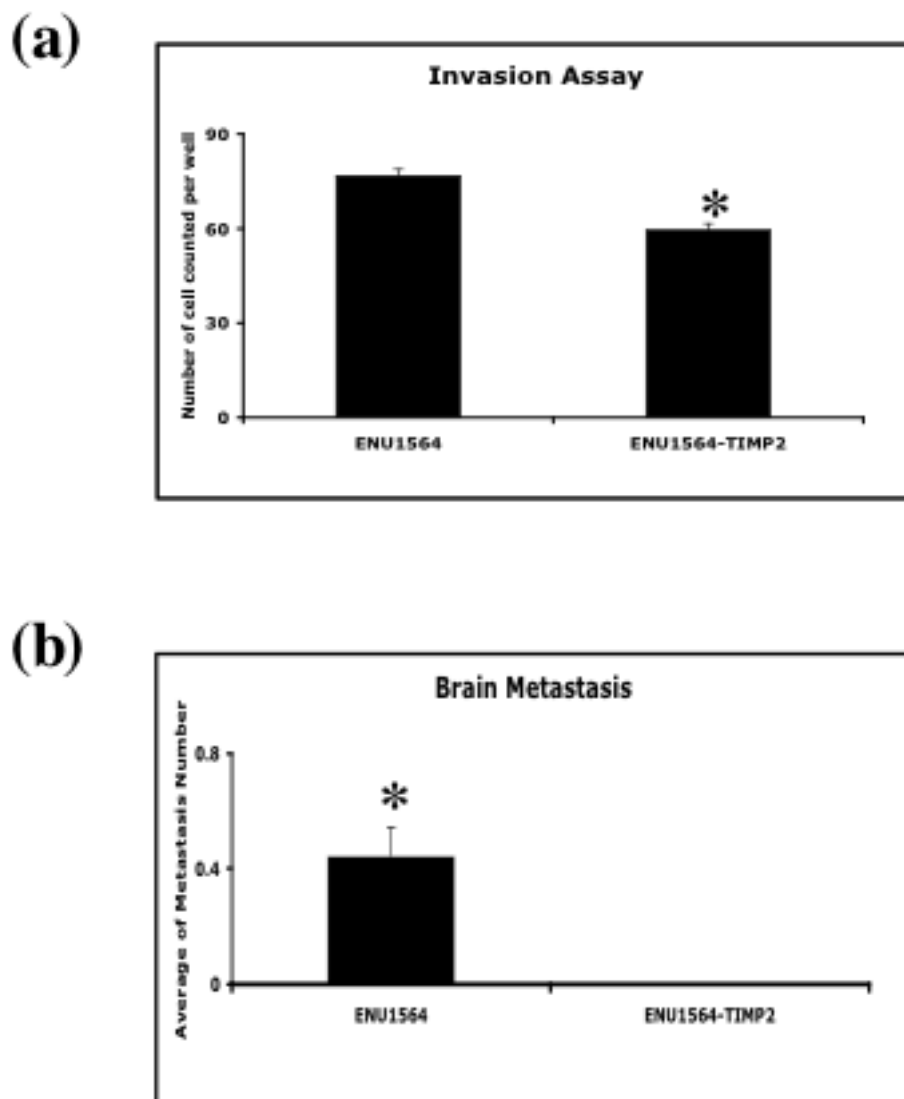 (a)
Invasion Assay
Number of cell counted per well
90
60
30
0
*
ENU1564
ENU1564-TIMP2
(b)
Brain Metastasis
Average of Metastasis Number
0.8
0.4
0
*
ENU1564
ENU1564-TIMP2